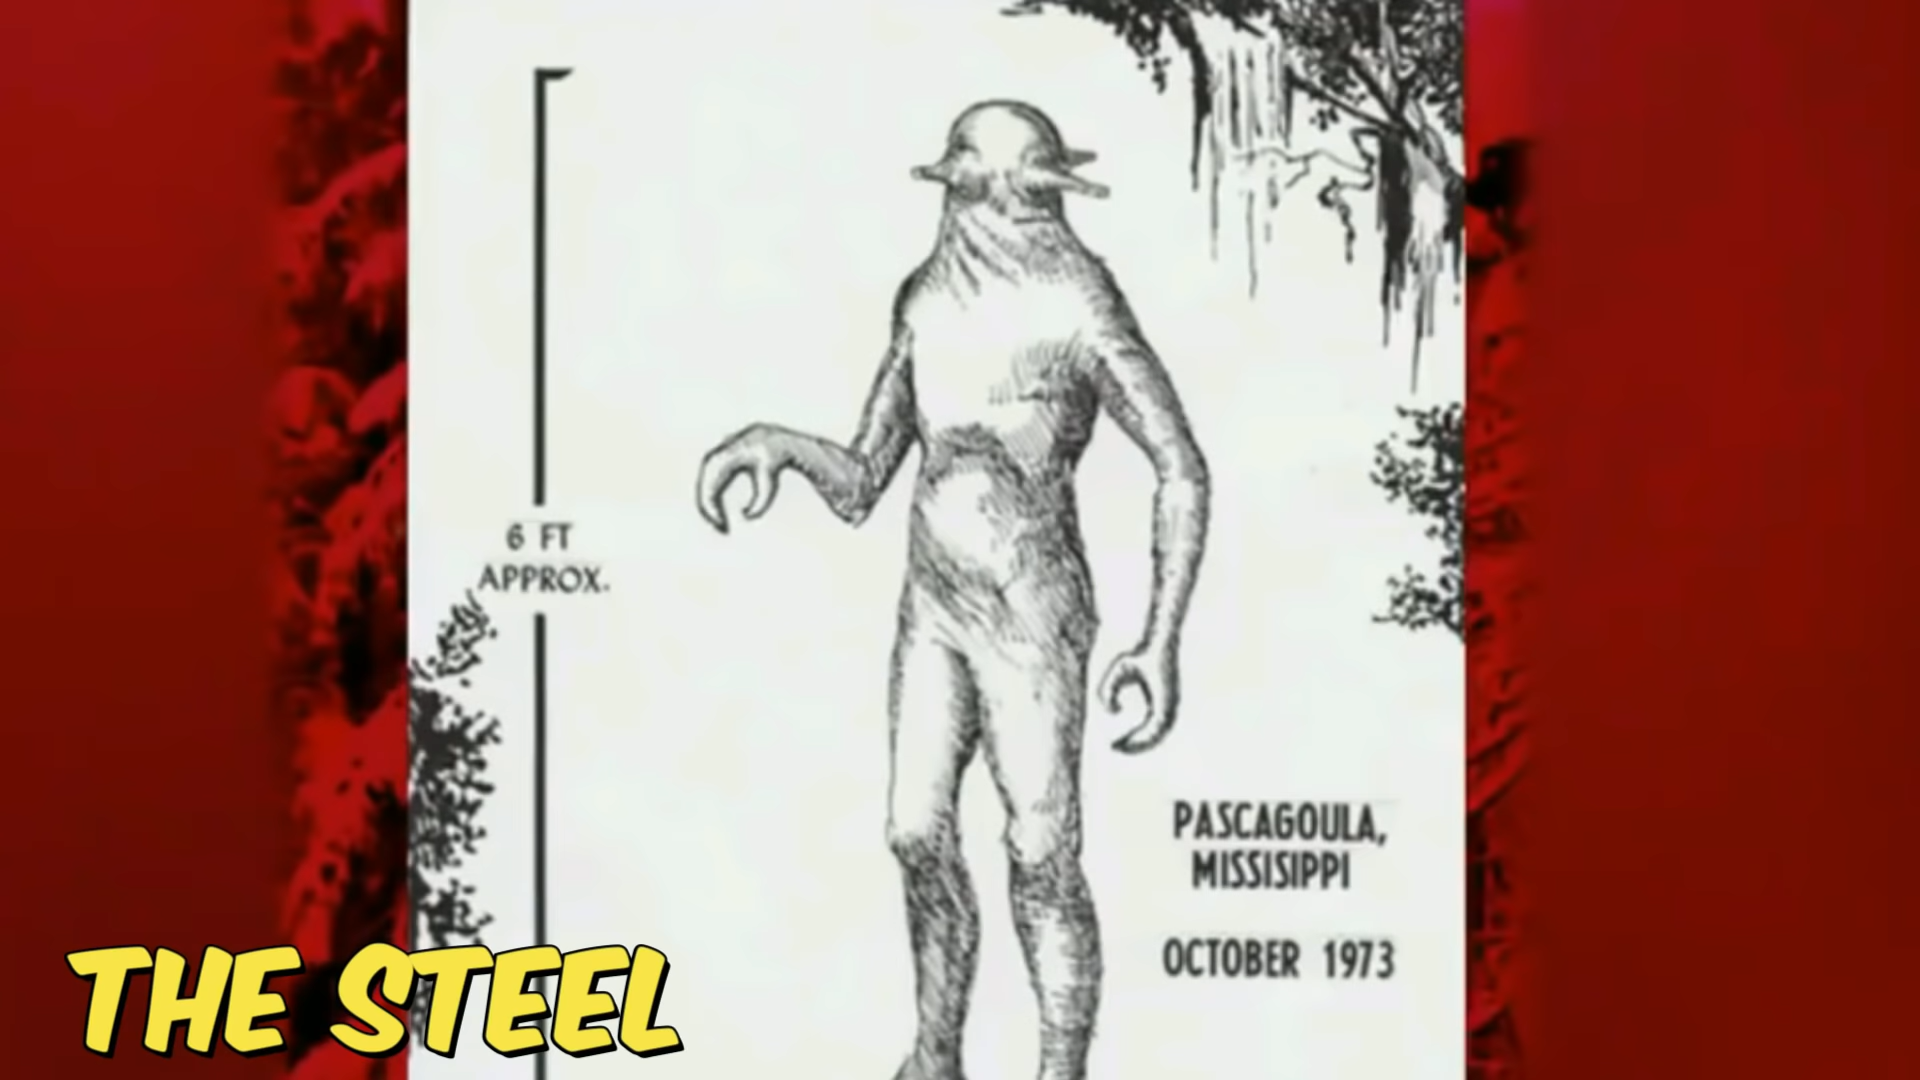 6 FT
APPROX.
PASCAGOULA,
MISSISIPPI
OCTOBER 1973
THE STEEL